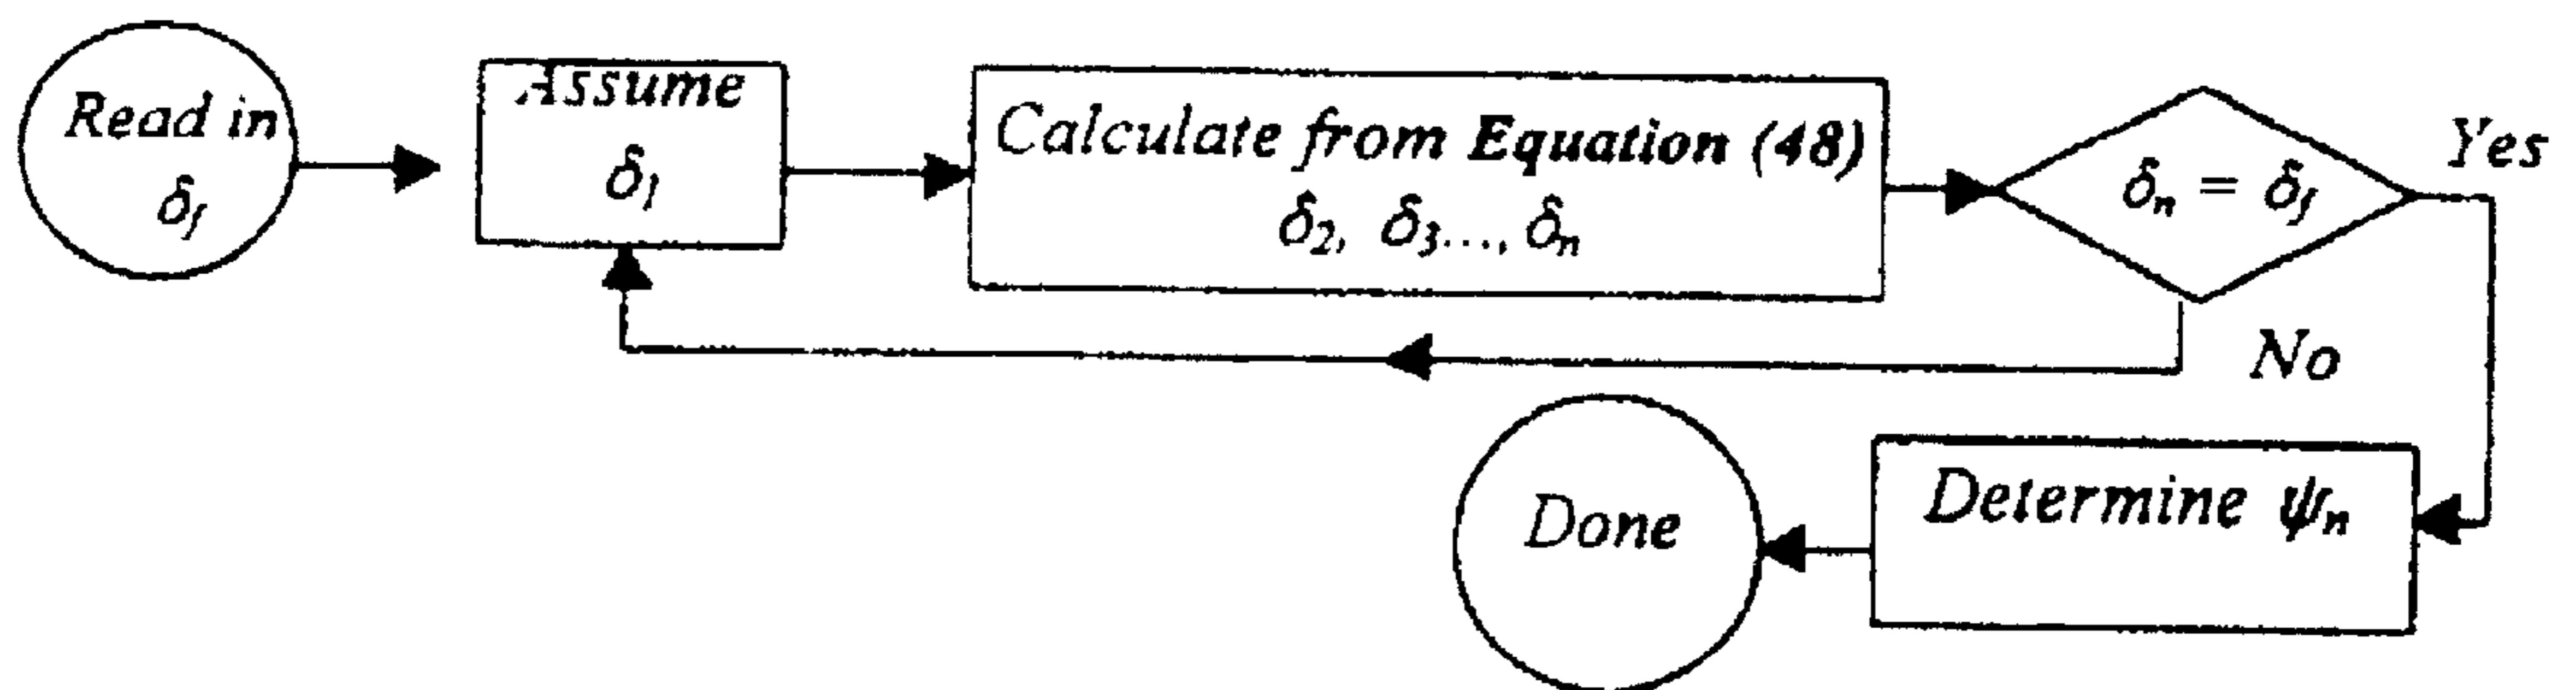 Read in
δf
Assume
δ1
Calculate from Equation (48)
δ2, δ3..., δn
δn = δf
Yes
No
Determine ψn
Done